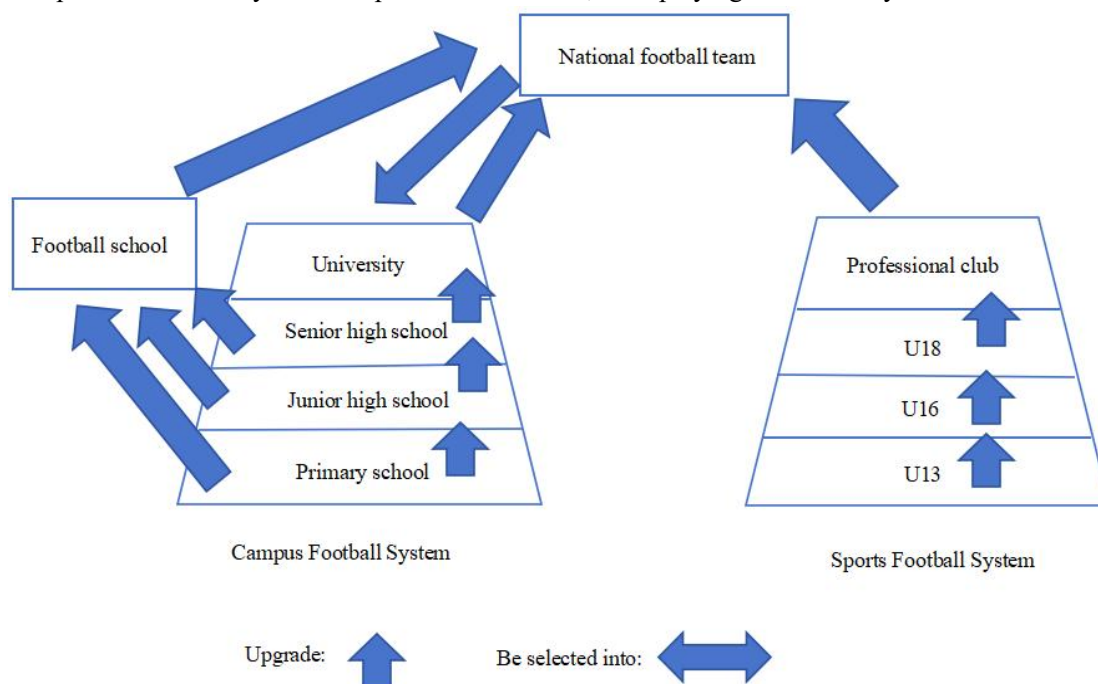 National football team
Football school
University
Professional club
Senior high school
U18
Junior high school
U16
Primary school
U13
Campus Football System
Sports Football System
Upgrade:
Be selected into: